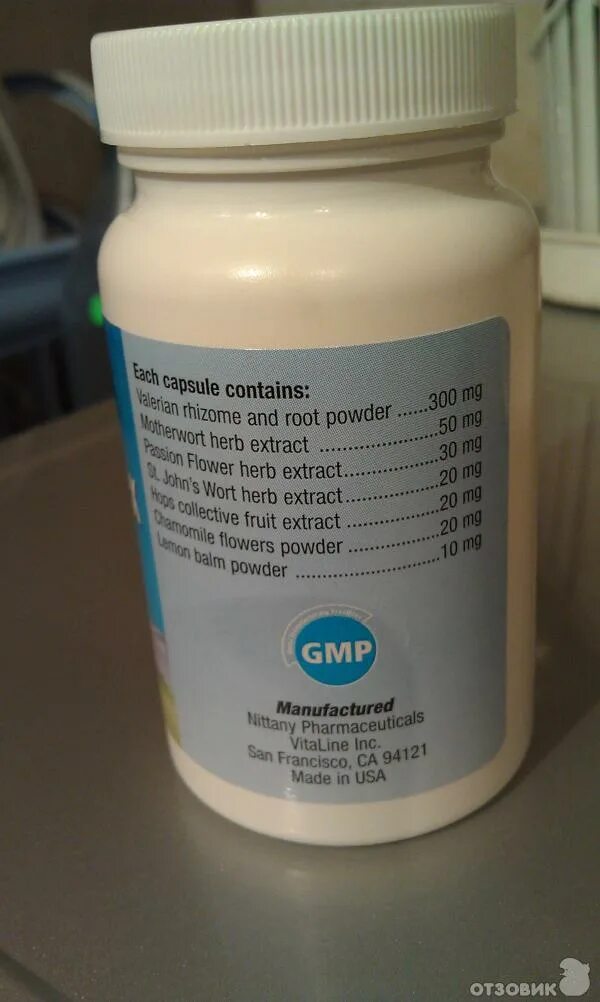 Each capsule contains:
Valerian rhizome and root powder ......300 mg
Motherwort herb extract ........................50 mg
Passion Flower herb extract...................30 mg
St. John's Wort herb extract...................20 mg
Hops collective fruit extract ...................20 mg
Chamomile flowers powder ...................20 mg
Lemon balm powder .............................10 mg
GMP
Manufactured
Nittany Pharmaceuticals
VitaLine Inc.
San Francisco, CA 94121
Made in USA
ОТЗОВИК